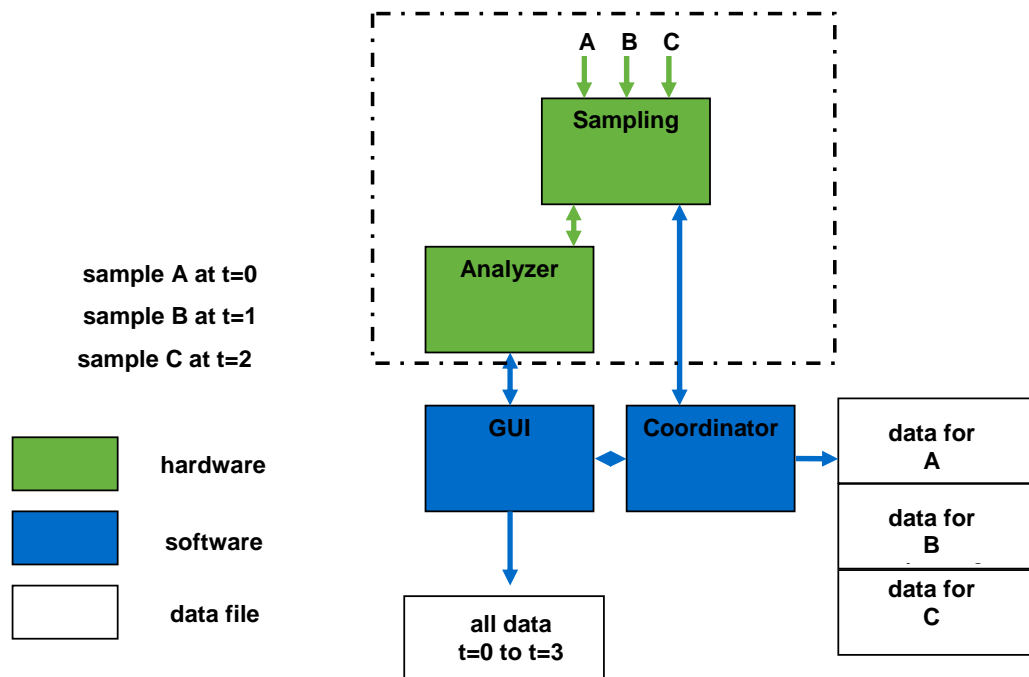 A B C
Sampling
Analyzer
sample A at t=0
sample B at t=1
sample C at t=2
GUI
Coordinator
data for
A
hardware
data for
B
software
data for
C
data file
all data
t=0 to t=3